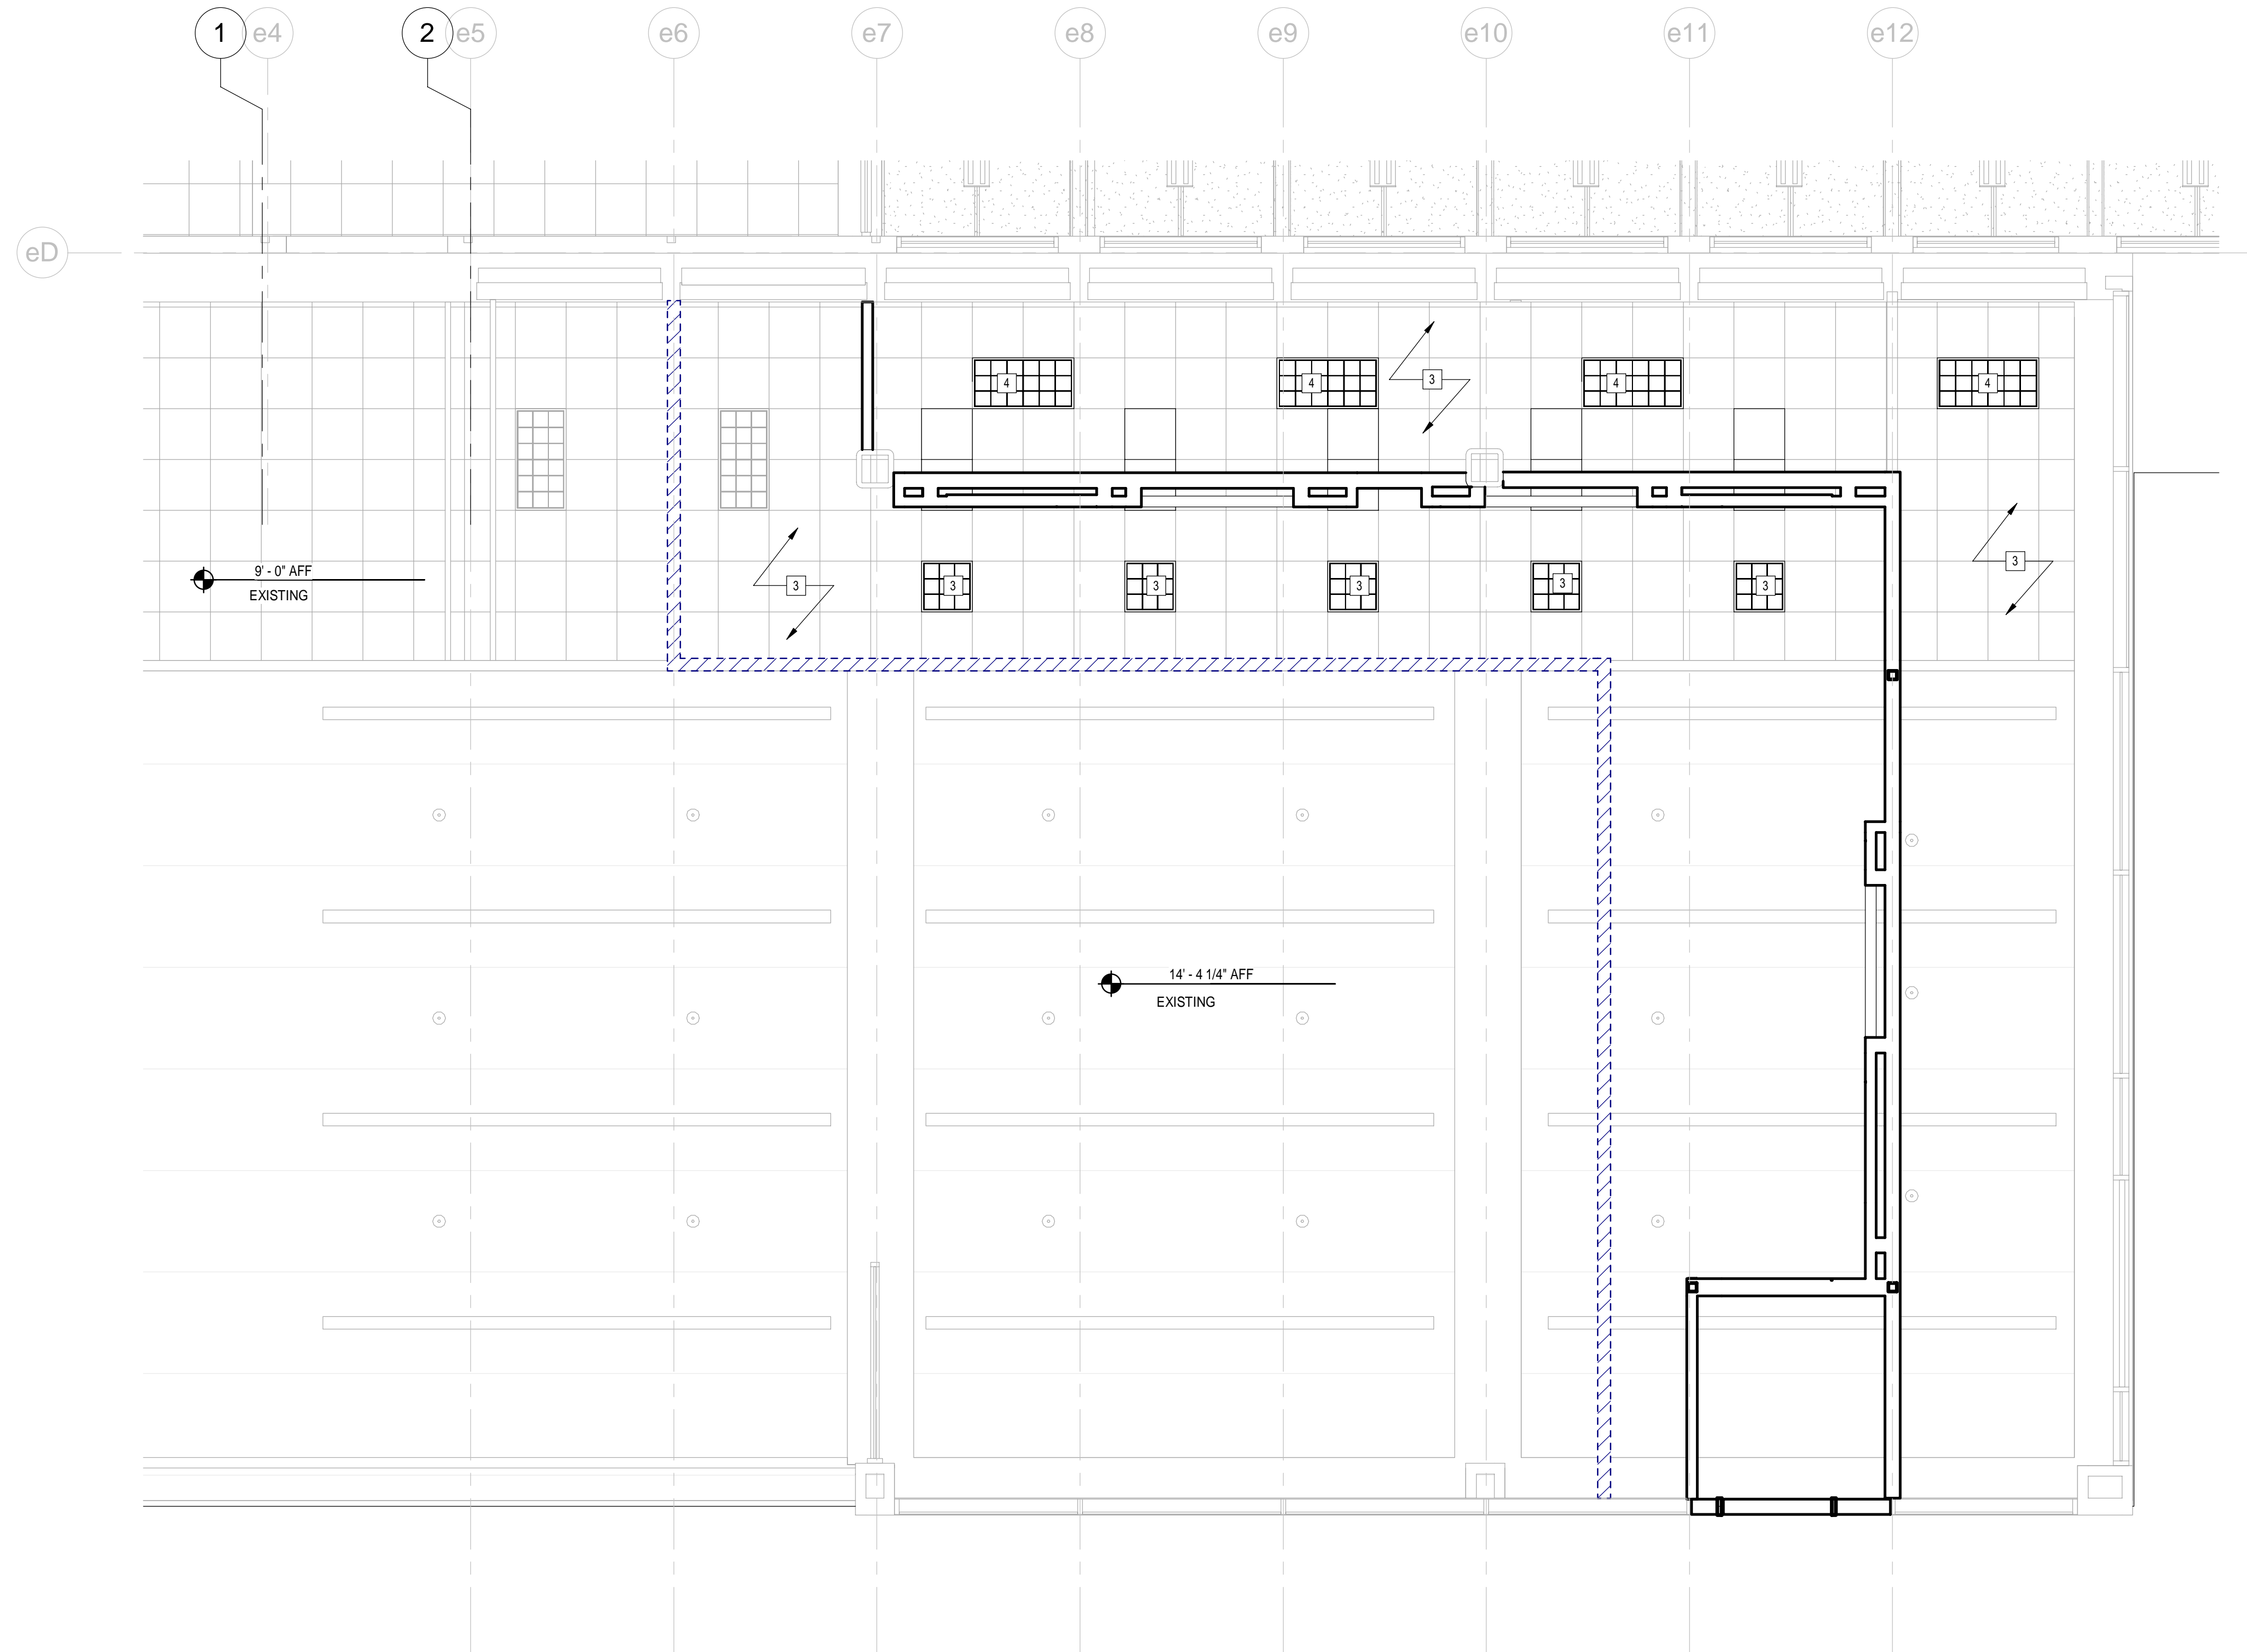 1
e4
2
e5
e6
e7
e8
e9
e10
e11
e12
eD
4
4
3
4
4
3
9' - 0" AFF
EXISTING
3
3
3
3
3
3
14' - 4 1/4" AFF
EXISTING